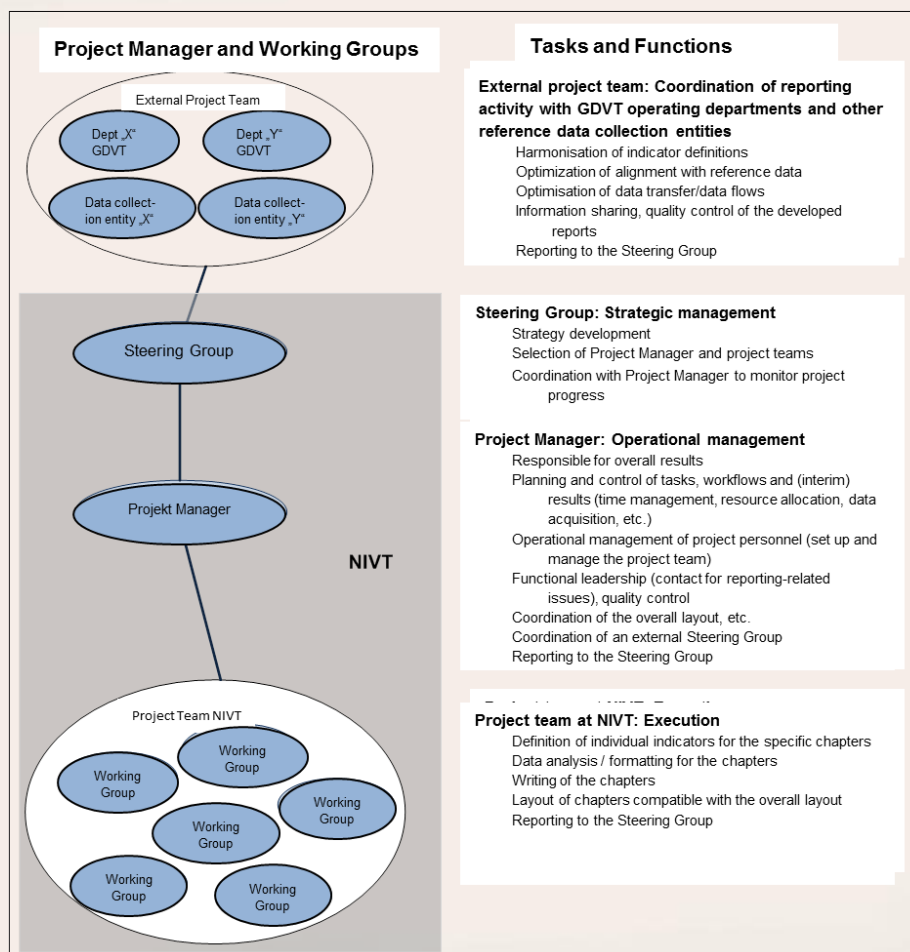 Project Manager and Working Groups
External Project Team
Dept „X“
GDVT
Dept „Y“
GDVT
Data collect-
ion entity „X“
Data collect-
ion entity „Y“
Steering Group
Projekt Manager
NIVT
Project Team NIVT
Working
Group
Working
Group
Working
Group
Working
Group
Working
Group
Working
Group
Tasks and Functions
External project team: Coordination of reporting
activity with GDVT operating departments and other
reference data collection entities
Harmonisation of indicator definitions
Optimization of alignment with reference data
Optimisation of data transfer/data flows
Information sharing, quality control of the developed
reports
Reporting to the Steering Group
Steering Group: Strategic management
Strategy development
Selection of Project Manager and project teams
Coordination with Project Manager to monitor project
progress
Project Manager: Operational management
Responsible for overall results
Planning and control of tasks, workflows and (interim)
results (time management, resource allocation, data
acquisition, etc.)
Operational management of project personnel (set up and
manage the project team)
Functional leadership (contact for reporting-related
issues), quality control
Coordination of the overall layout, etc.
Coordination of an external Steering Group
Reporting to the Steering Group
Project team at NIVT: Execution
Definition of individual indicators for the specific chapters
Data analysis / formatting for the chapters
Writing of the chapters
Layout of chapters compatible with the overall layout
Reporting to the Steering Group